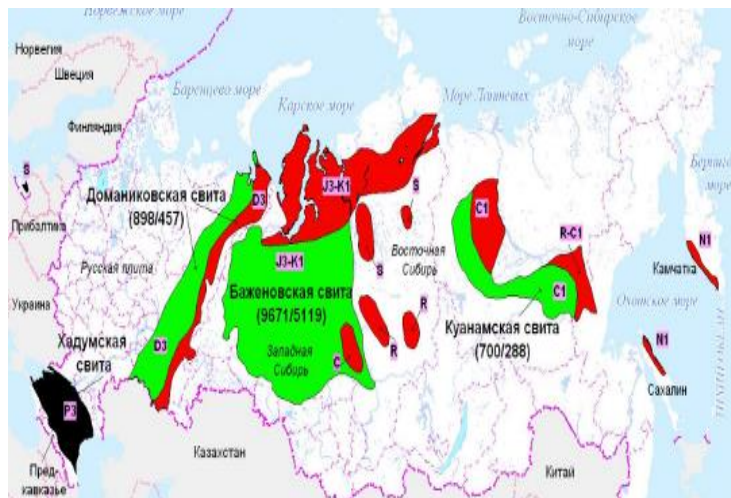 Норвежское море
Восточно-Сибирское
море
Норвегия
Швеция
Финляндия
Баренцево море
Карское море
Море Лаптевых
Берингово
море
S
Прибалтика
Украина
Доманиковская свита
(898/457)
Русская плита
D3
D3
J3-K1
J3-K1
Баженовская свита
(9671/5119)
Западная
Сибирь
C
S
S
R
R
Восточная
Сибирь
C1
C1
R-C1
Куанамская свита
(700/288)
N1
Камчатка
Охотское море
N1
Сахалин
Хадумская
свита
P3
Пред-
кавказье
Казахстан
Китай